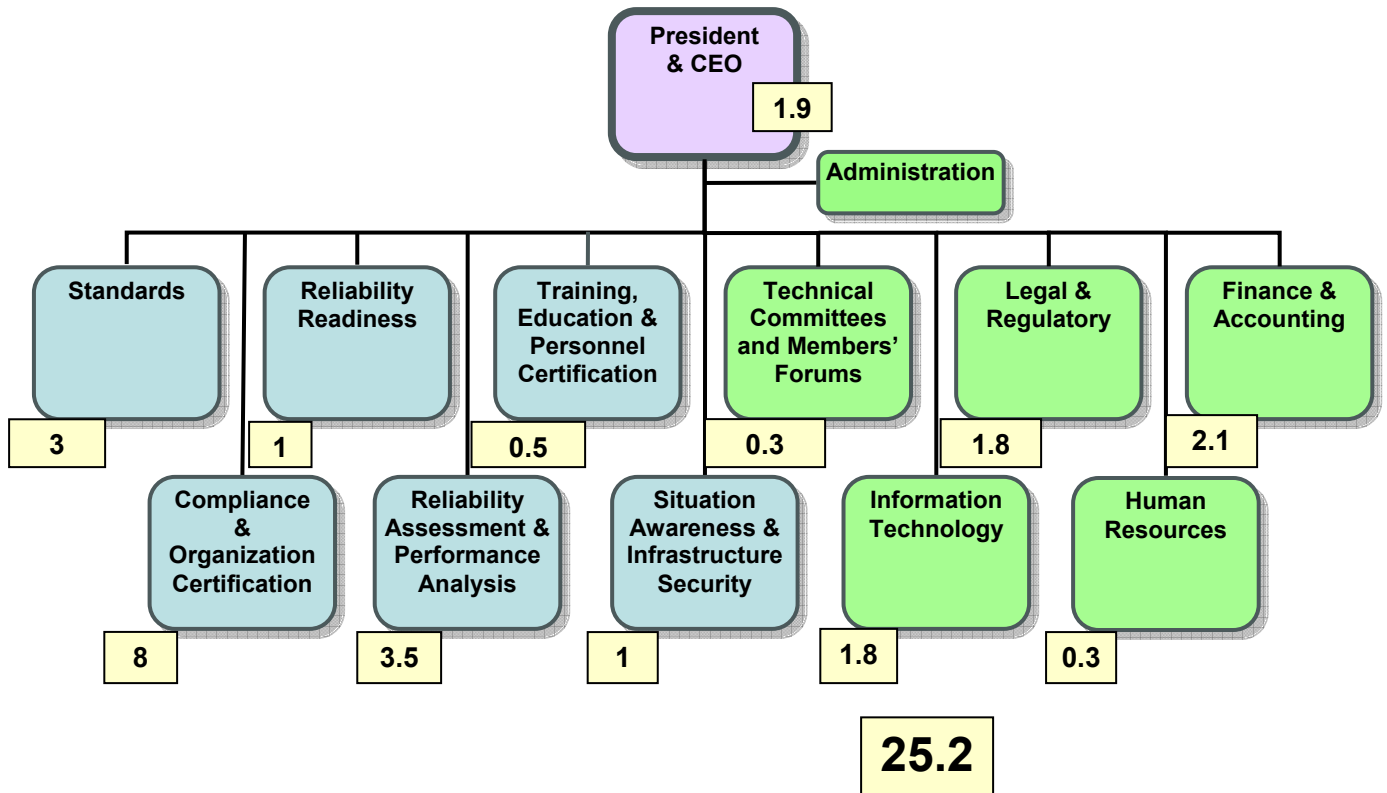 President
& CEO
1.9
Administration
Standards
3
Reliability
Readiness
1
Training,
Education &
Personnel
Certification
0.5
Technical
Committees
and Members’
Forums
0.3
Legal &
Regulatory
1.8
Finance &
Accounting
2.1
Compliance
&
Organization
Certification
8
Reliability
Assessment &
Performance
Analysis
3.5
Situation
Awareness &
Infrastructure
Security
1
Information
Technology
1.8
Human
Resources
0.3
25.2